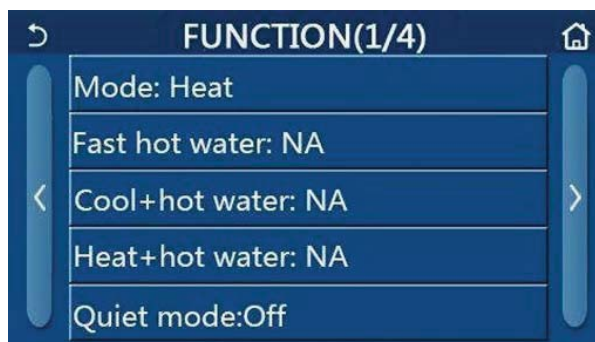 FUNCTION(1/4)
Mode: Heat
Fast hot water: NA
Cool+hot water: NA
Heat+hot water: NA
Quiet mode:Off